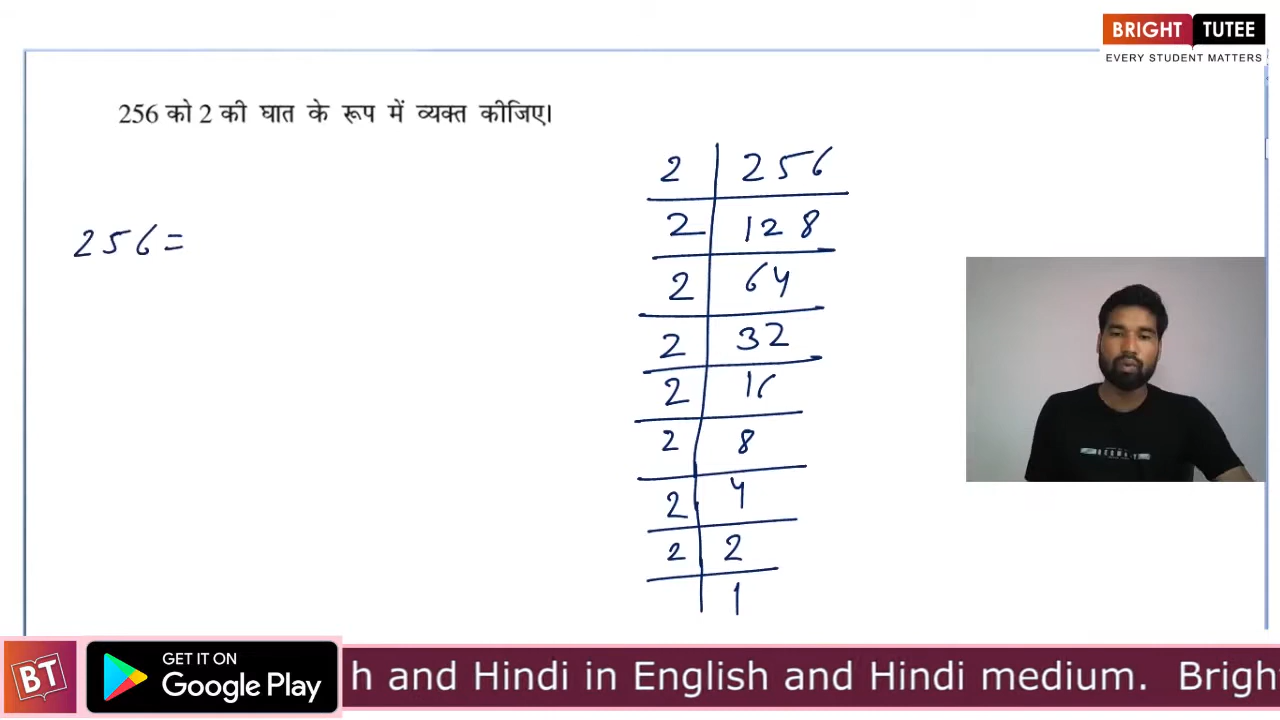 BRIGHT TUTEE
EVERY STUDENT MATTERS
256 को 2 की घात के रूप में व्यक्त कीजिए।
256=
2 256
2 128
2 64
2 32
2 16
2 8
2 4
2 2
1
BT GET IT ON
Google Play
h and Hindi in English and Hindi medium. Brigh